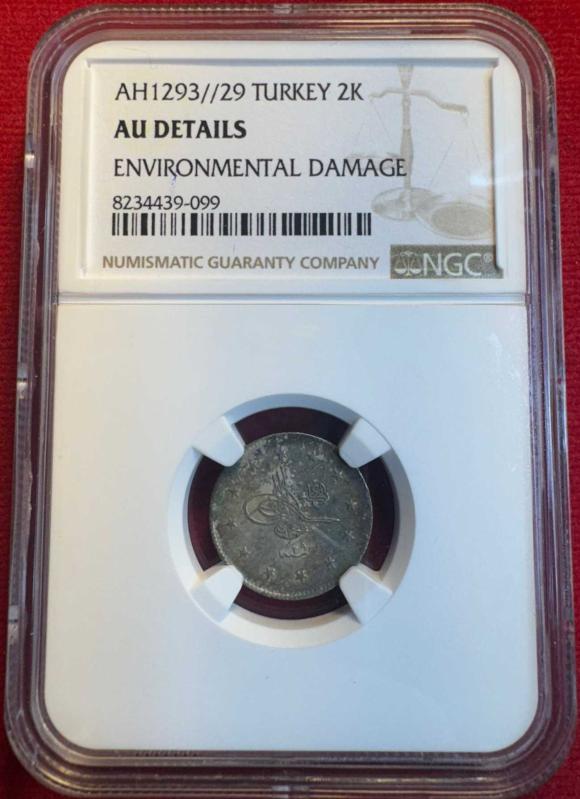 AH1293//29 TURKEY 2K
AU DETAILS
ENVIRONMENTAL DAMAGE
8234439-099
NUMISMATIC GUARANTY COMPANY NGC®